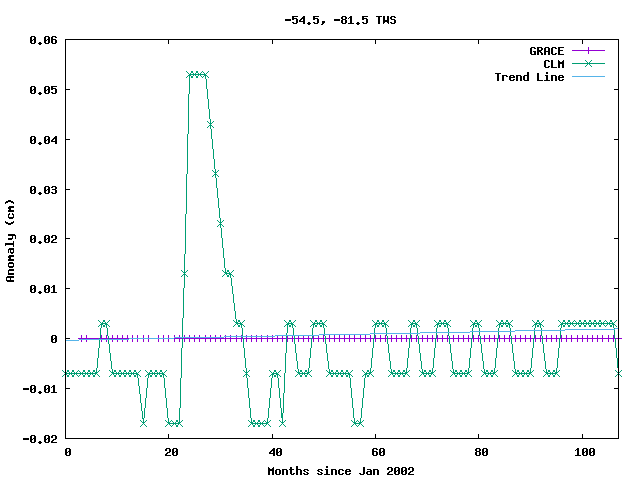 -54.5, -81.5 TWS
0.06
0.05
0.04
0.03
0.02
0.01
0
-0.01
-0.02
Anomaly (cm)
GRACE
CLM
Trend Line
0 20 40 60 80 100
Months since Jan 2002